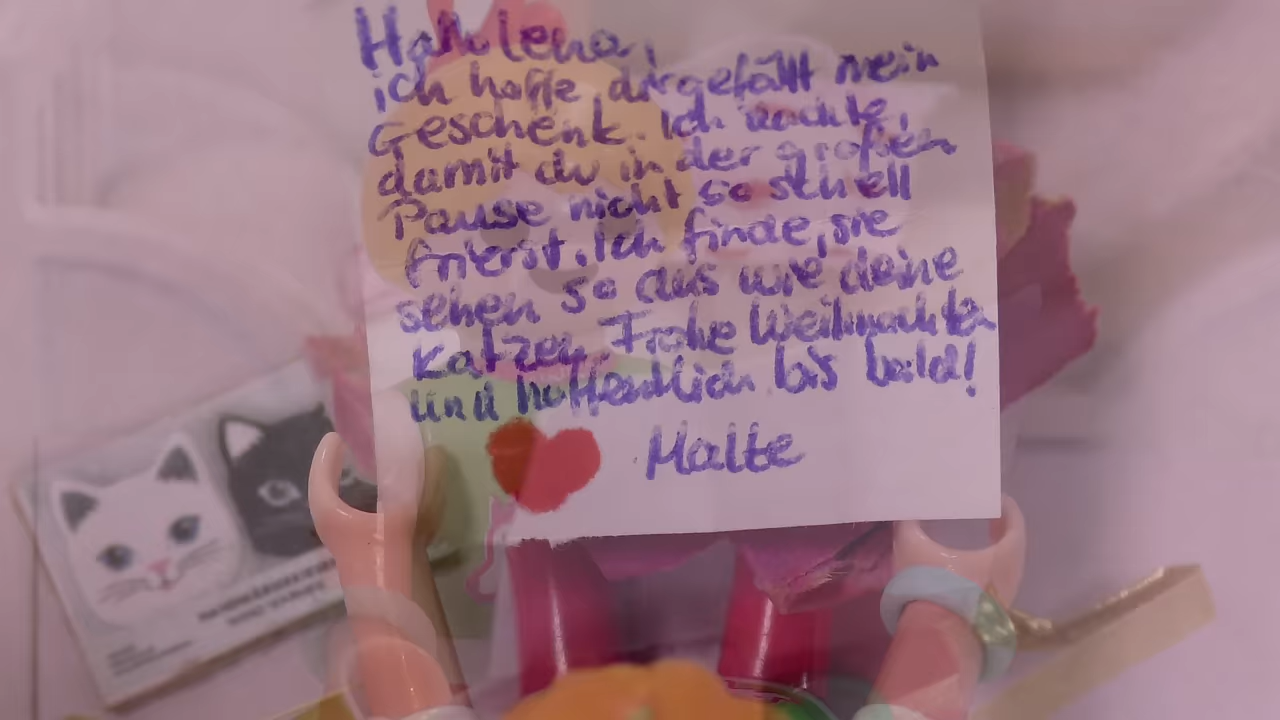 Hallo Lena,
ich hoffe, dir gefällt mein
Geschenk. Ich dachte,
damit du in der großen
Pause nicht so schnell
frierst. Ich finde, sie
sehen so aus wie deine
Katzen. Frohe Weihnachten
und hoffentlich bis bald!
Malte